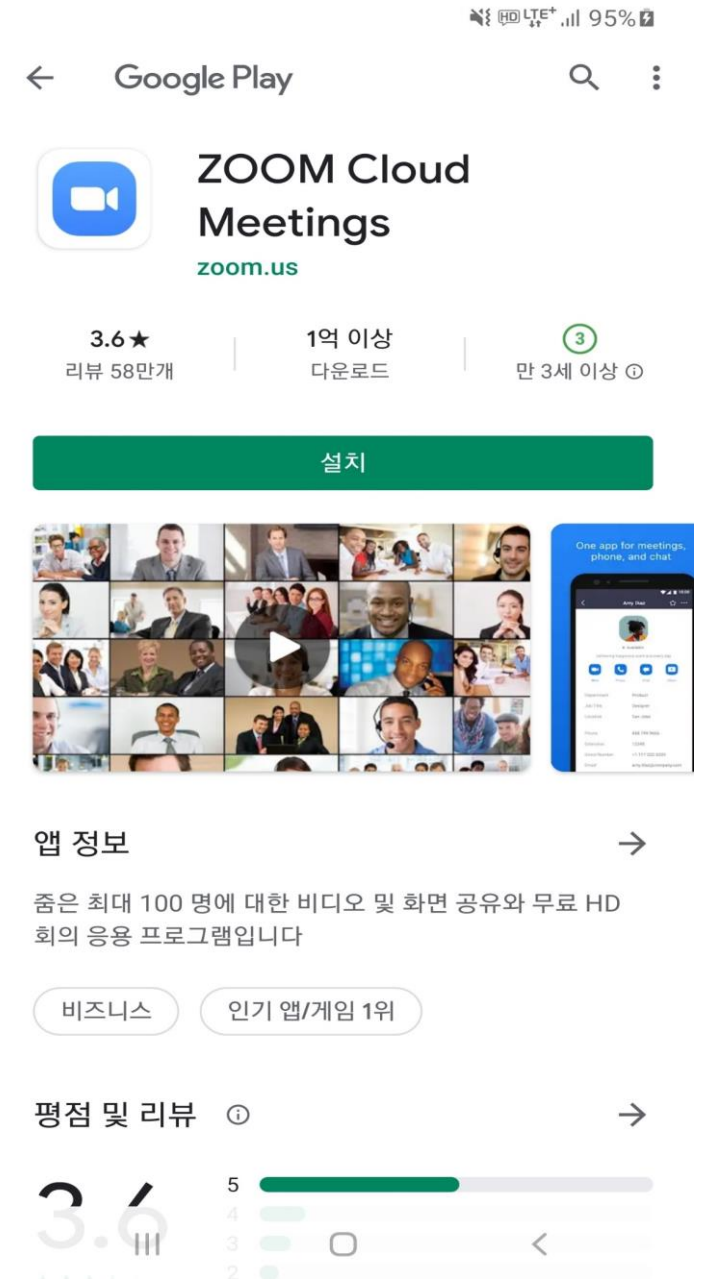 LTE+ 95%
Google Play
ZOOM Cloud
Meetings
zoom.us
3.6★
리뷰 58만개
1억 이상
다운로드
3
만 3세 이상
설치
One app for meetings,
phone, and chat
Amy Diaz
앱 정보
줌은 최대 100 명에 대한 비디오 및 화면 공유와 무료 HD
회의 응용 프로그램입니다
비즈니스
인기 앱/게임 1위
평점 및 리뷰
3.6
5
4
3
2